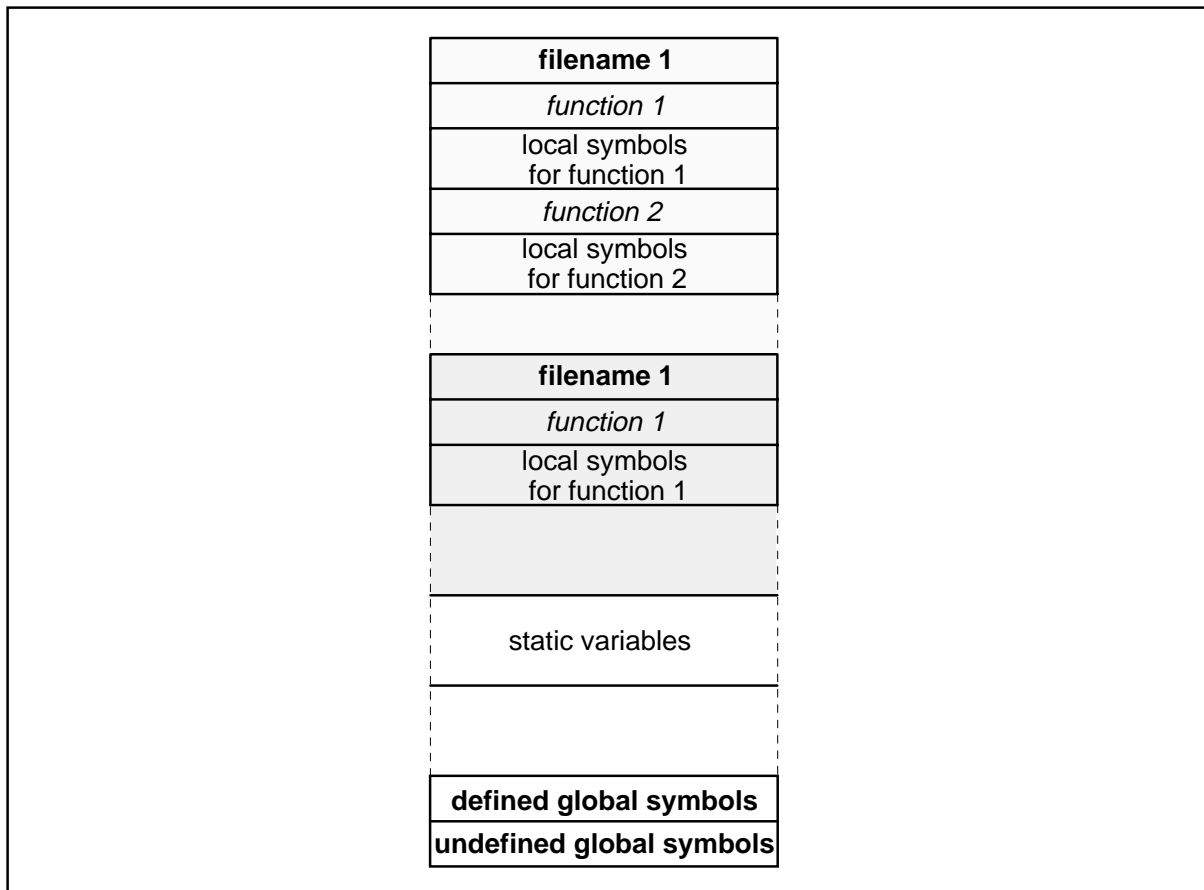 filename 1
function 1
local symbols
for function 1
function 2
local symbols
for function 2
filename 1
function 1
local symbols
for function 1
static variables
defined global symbols
undefined global symbols